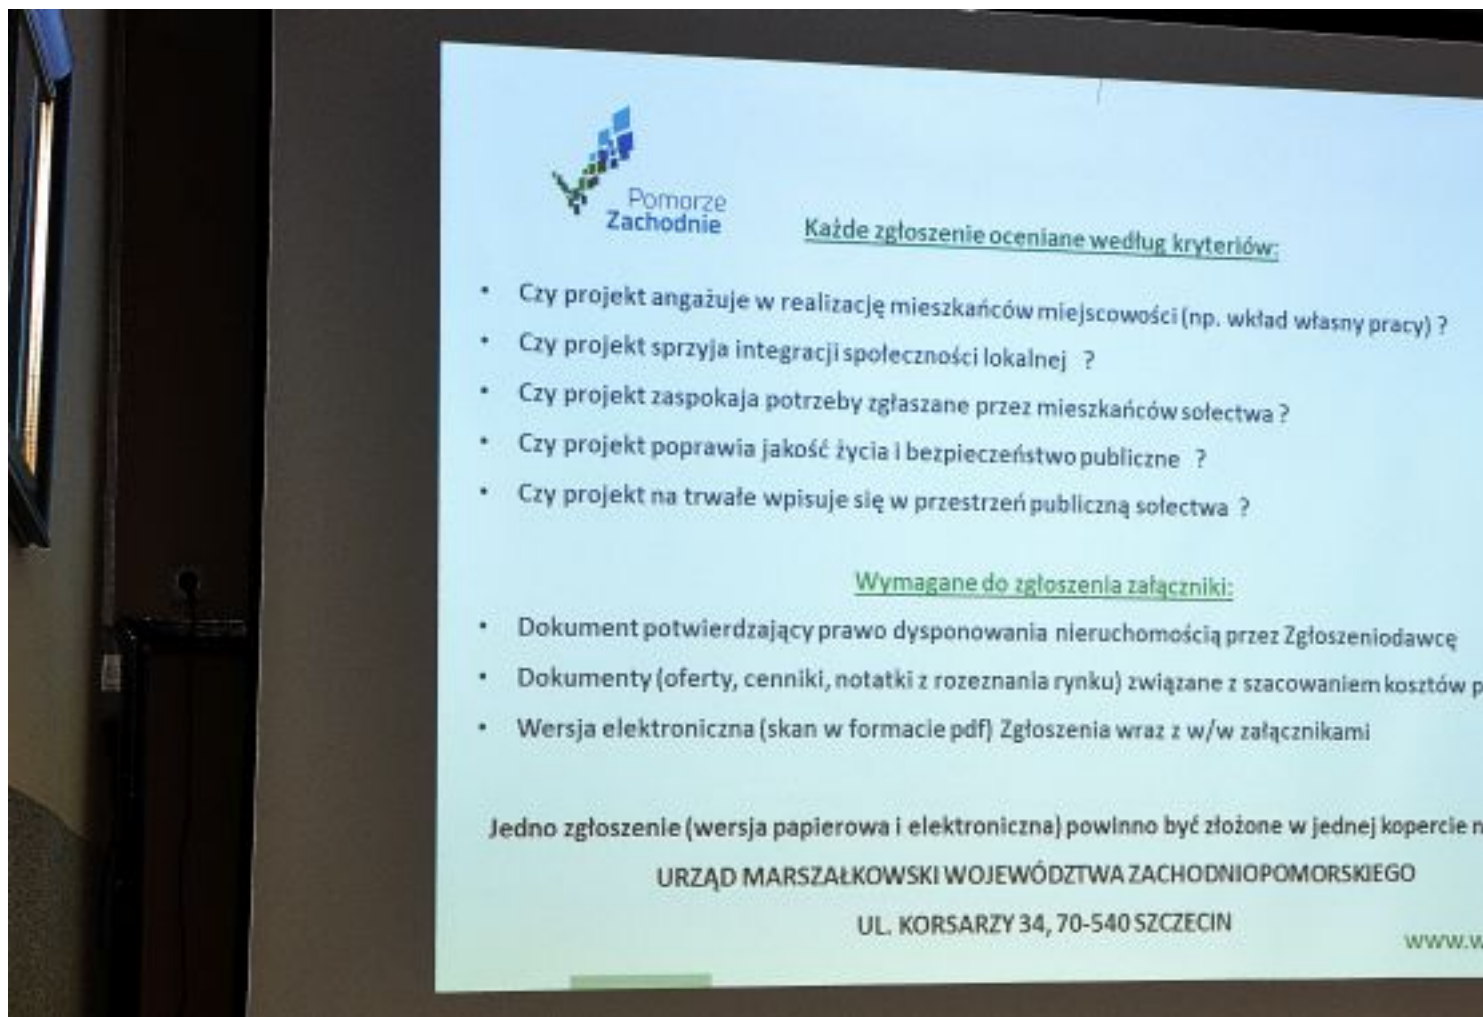 Pomorze
Zachodnie
Każde zgłoszenie oceniane według kryteriów:
• Czy projekt angażuje w realizację mieszkańców miejscowości (np. wkład własny pracy) ?
• Czy projekt sprzyja integracji społeczności lokalnej ?
• Czy projekt zaspokaja potrzeby zgłaszane przez mieszkańców sołectwa ?
• Czy projekt poprawia jakość życia i bezpieczeństwo publiczne ?
• Czy projekt na trwałe wpisuje się w przestrzeń publiczną sołectwa ?
Wymagane do zgłoszenia załączniki:
• Dokument potwierdzający prawo dysponowania nieruchomością przez Zgłoszeniodawcę
• Dokumenty (oferty, cenniki, notatki z rozeznania rynku) związane z szacowaniem kosztów p
• Wersja elektroniczna (skan w formacie pdf) Zgłoszenia wraz z w/w załącznikami
Jedno zgłoszenie (wersja papierowa i elektroniczna) powinno być złożone w jednej kopercie n
URZĄD MARSZAŁKOWSKI WOJEWÓDZTWA ZACHODNIOPOMORSKIEGO
UL. KORSARZY 34, 70-540 SZCZECIN
www.w